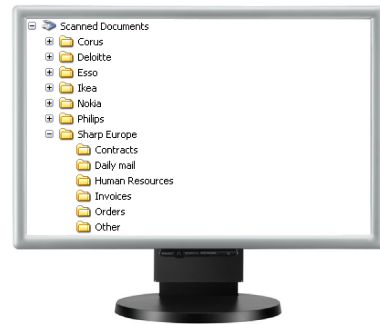 Scanned Documents
Corus
Deloitte
Esso
Ikea
Nokia
Philips
Sharp Europe
Contracts
Daily mail
Human Resources
Invoices
Orders
Other